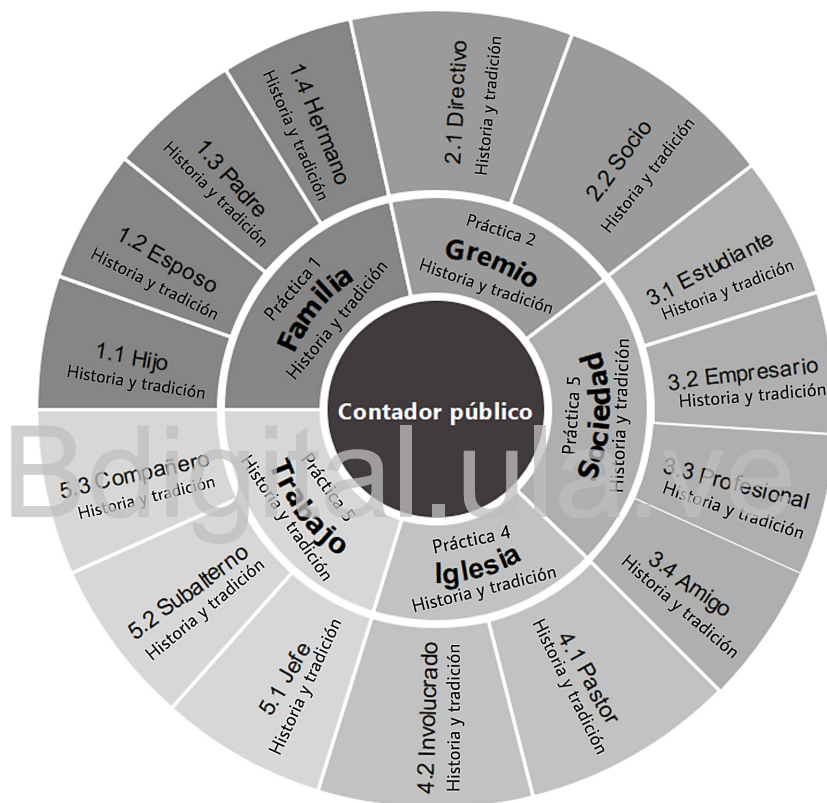 Contador público
Práctica 1
Familia
Historia y tradición
1.1 Hijo
Historia y tradición
1.2 Esposo
Historia y tradición
1.3 Padre
Historia y tradición
1.4 Hermano
Historia y tradición
Práctica 2
Gremio
Historia y tradición
2.1 Directivo
Historia y tradición
2.2 Socio
Historia y tradición
Práctica 5
Sociedad
Historia y tradición
3.1 Estudiante
Historia y tradición
3.2 Empresario
Historia y tradición
3.3 Profesional
Historia y tradición
3.4 Amigo
Historia y tradición
Práctica 4
Iglesia
Historia y tradición
4.1 Pastor
Historia y tradición
4.2 Involucrado
Historia y tradición
Práctica 5
Trabajo
Historia y tradición
5.1 Jefe
Historia y tradición
5.2 Subalterno
Historia y tradición
5.3 Compañero
Historia y tradición
Bdigital.ula.ve